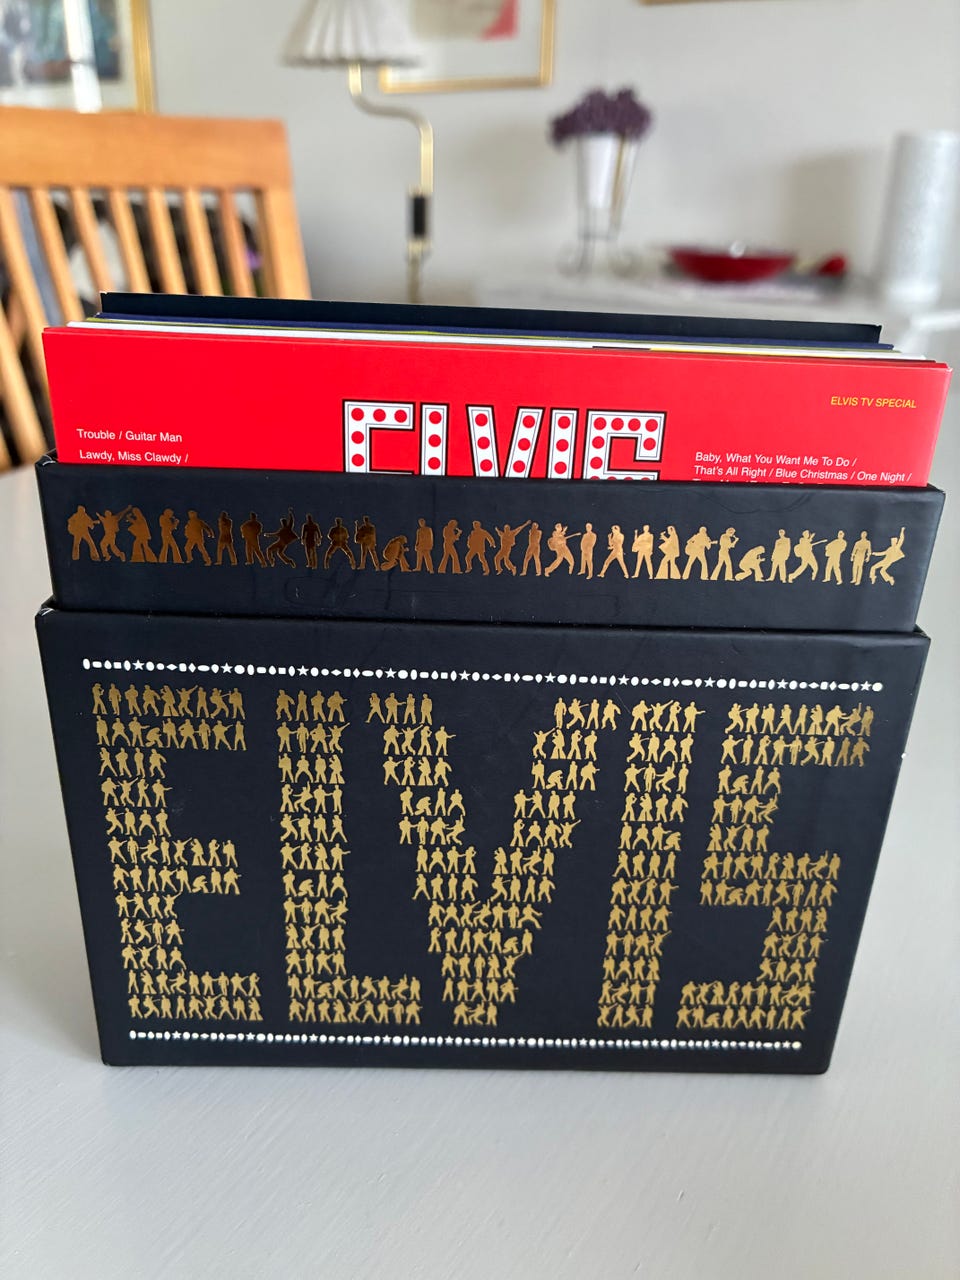 ELVIS TV SPECIAL
ELVIS
Trouble / Guitar Man
Lawdy, Miss Clawdy /
Baby, What You Want Me To Do /
That's All Right / Blue Christmas / One Night /
ELVIS